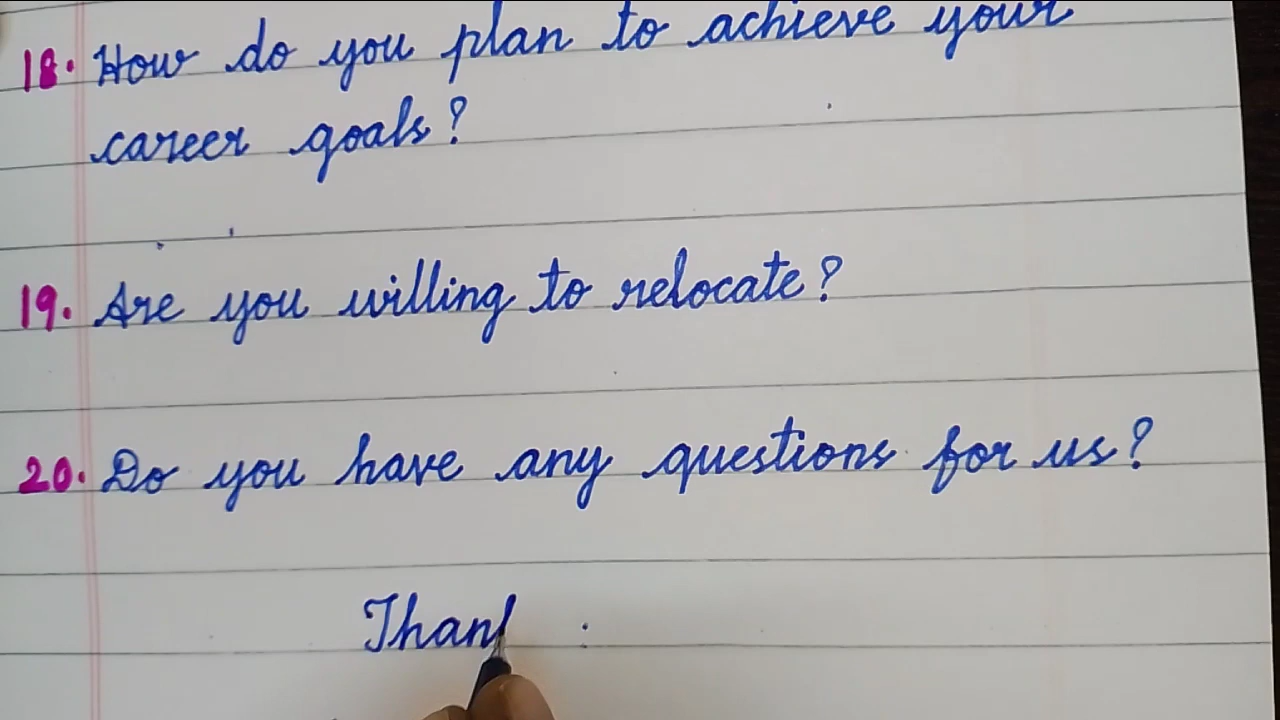 18. How do you plan to achieve your
career goals?
19. Are you willing to relocate?
20. Do you have any questions for us?
Than